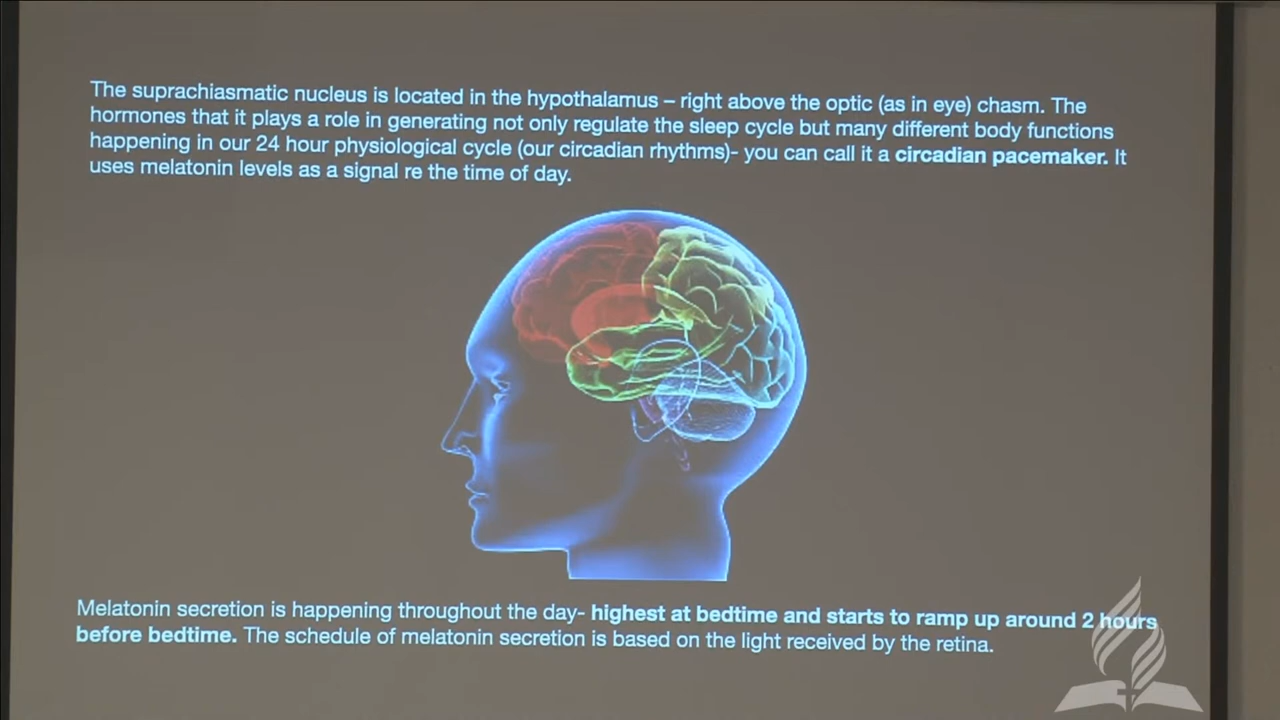 The suprachiasmatic nucleus is located in the hypothalamus – right above the optic (as in eye) chasm. The
hormones that it plays a role in generating not only regulate the sleep cycle but many different body functions
happening in our 24 hour physiological cycle (our circadian rhythms)- you can call it a circadian pacemaker. It
uses melatonin levels as a signal re the time of day.
Melatonin secretion is happening throughout the day- highest at bedtime and starts to ramp up around 2 hours
before bedtime. The schedule of melatonin secretion is based on the light received by the retina.